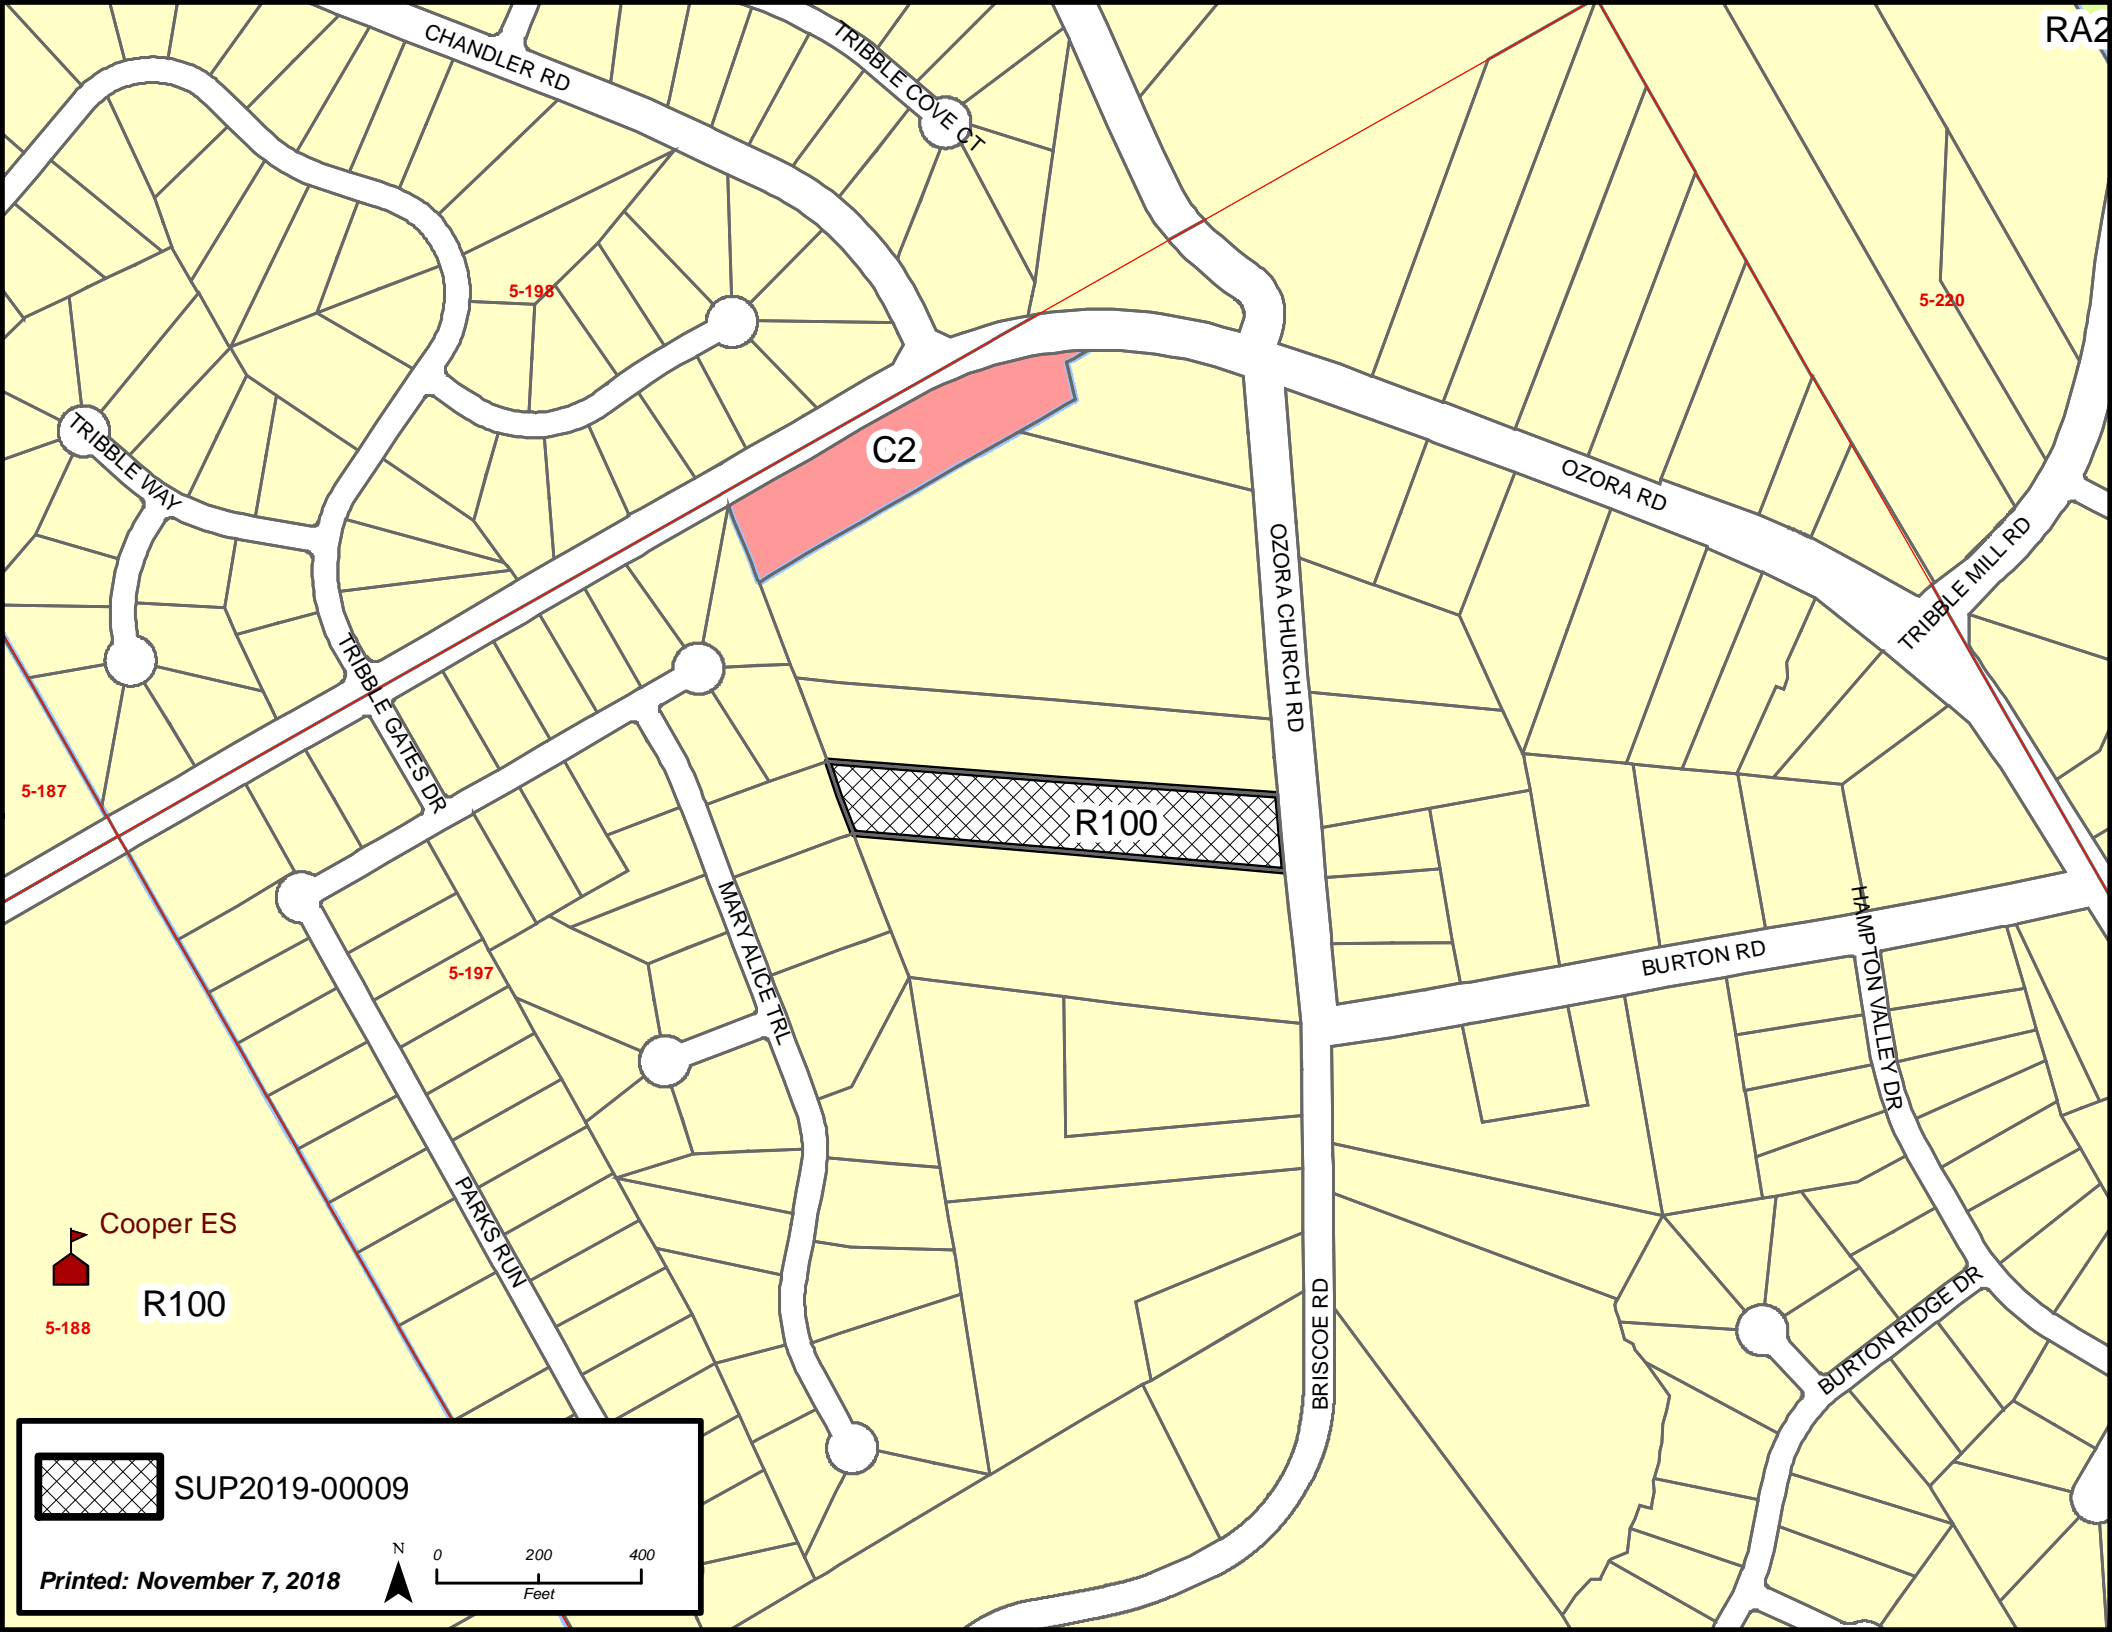 RA2
CHANDLER RD
TRIBBLE COVE CT
5-198
5-220
TRIBBLE WAY
C2
OZORA RD
OZORA CHURCH RD
TRIBBLE MILL RD
TRIBBLE GATES DR
5-187
R100
MARY ALICE TRL
HAMPTON VALLEY DR
BURTON RD
5-197
PARKS RUN
Cooper ES
R100
5-188
BRISCOE RD
BURTON RIDGE DR
SUP2019-00009
N
0 200 400
Feet
Printed: November 7, 2018